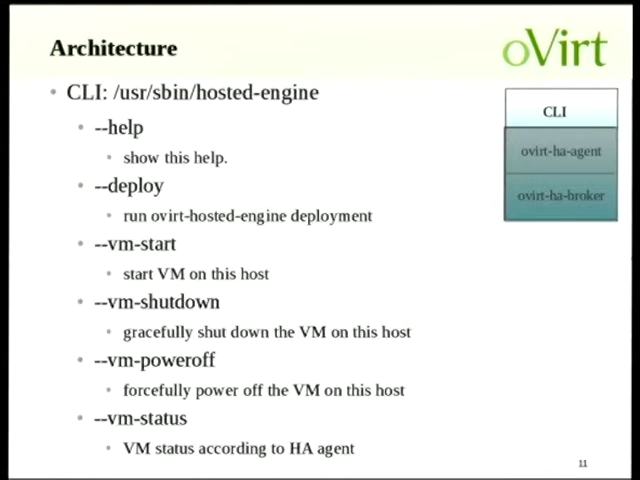 Architecture
oVirt
CLI: /usr/sbin/hosted-engine
--help
show this help.
--deploy
run ovirt-hosted-engine deployment
--vm-start
start VM on this host
--vm-shutdown
gracefully shut down the VM on this host
--vm-poweroff
forcefully power off the VM on this host
--vm-status
VM status according to HA agent
CLI
ovirt-ha-agent
ovirt-ha-broker
11